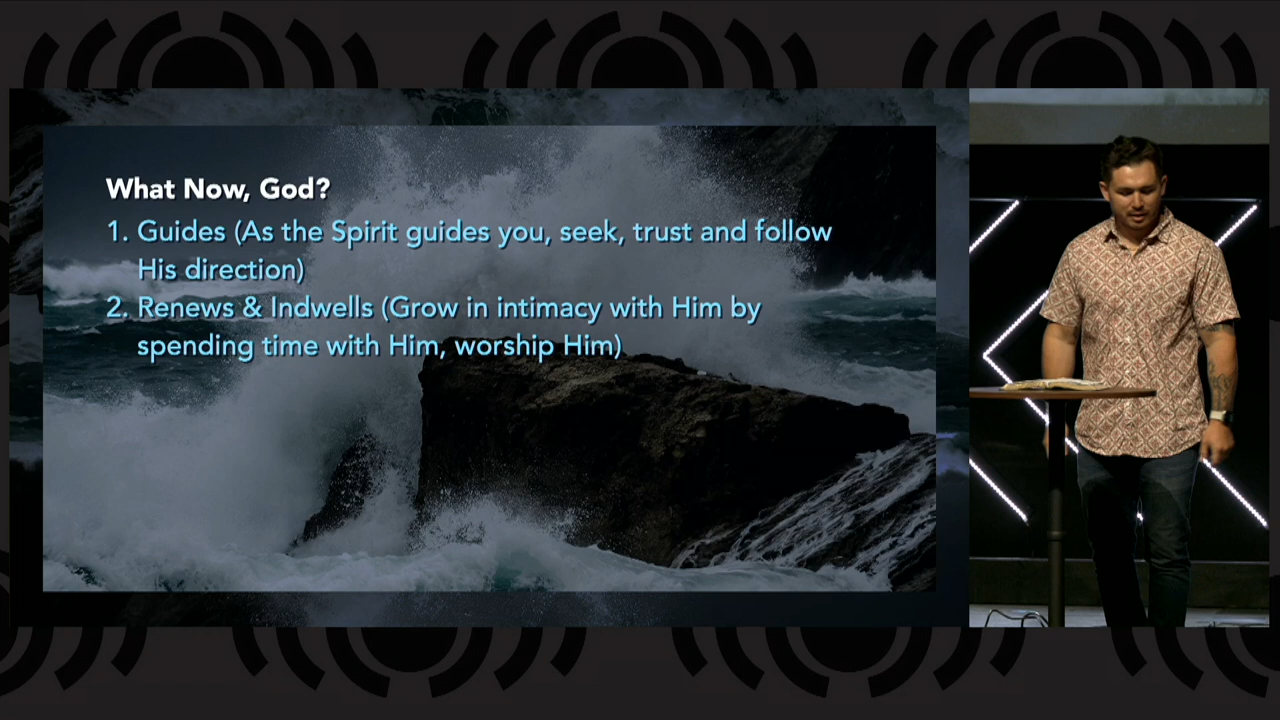 What Now, God?
1. Guides (As the Spirit guides you, seek, trust and follow
His direction)
2. Renews & Indwells (Grow in intimacy with Him by
spending time with Him, worship Him)